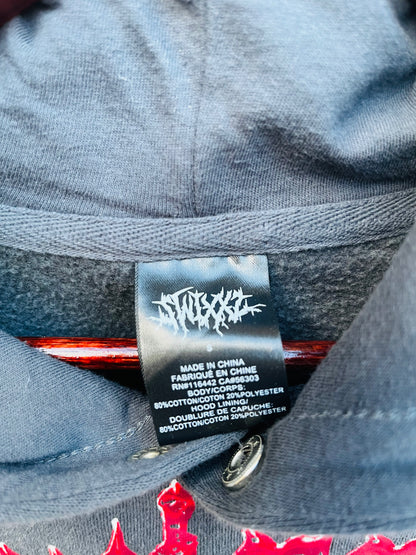 SWIXXZ
MADE IN CHINA
FABRIQUÉ EN CHINE
RN#116442 CA#56303
BODY/CORPS:
80%COTTON/COTON 20%POLYESTER
HOOD LINING/
DOUBLURE DE CAPUCHE:
80%COTTON/COTON 20%POLYESTER